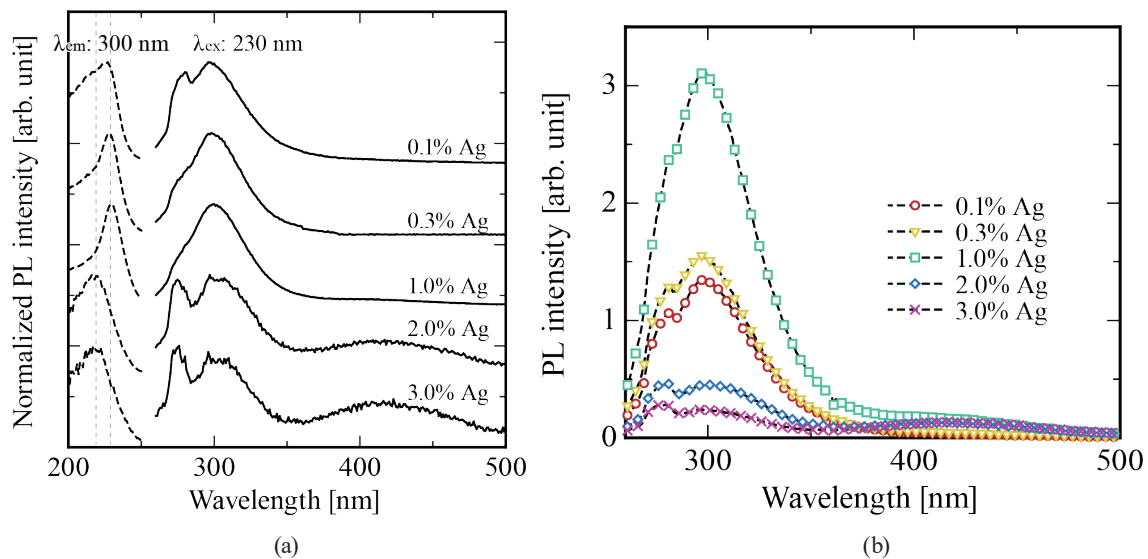 Normalized PL intensity [arb. unit]
λem: 300 nm
λex: 230 nm
0.1% Ag
0.3% Ag
1.0% Ag
2.0% Ag
3.0% Ag
200
300
400
500
Wavelength [nm]
(a)
PL intensity [arb. unit]
3
2
1
0
0.1% Ag
0.3% Ag
1.0% Ag
2.0% Ag
3.0% Ag
300
400
500
Wavelength [nm]
(b)